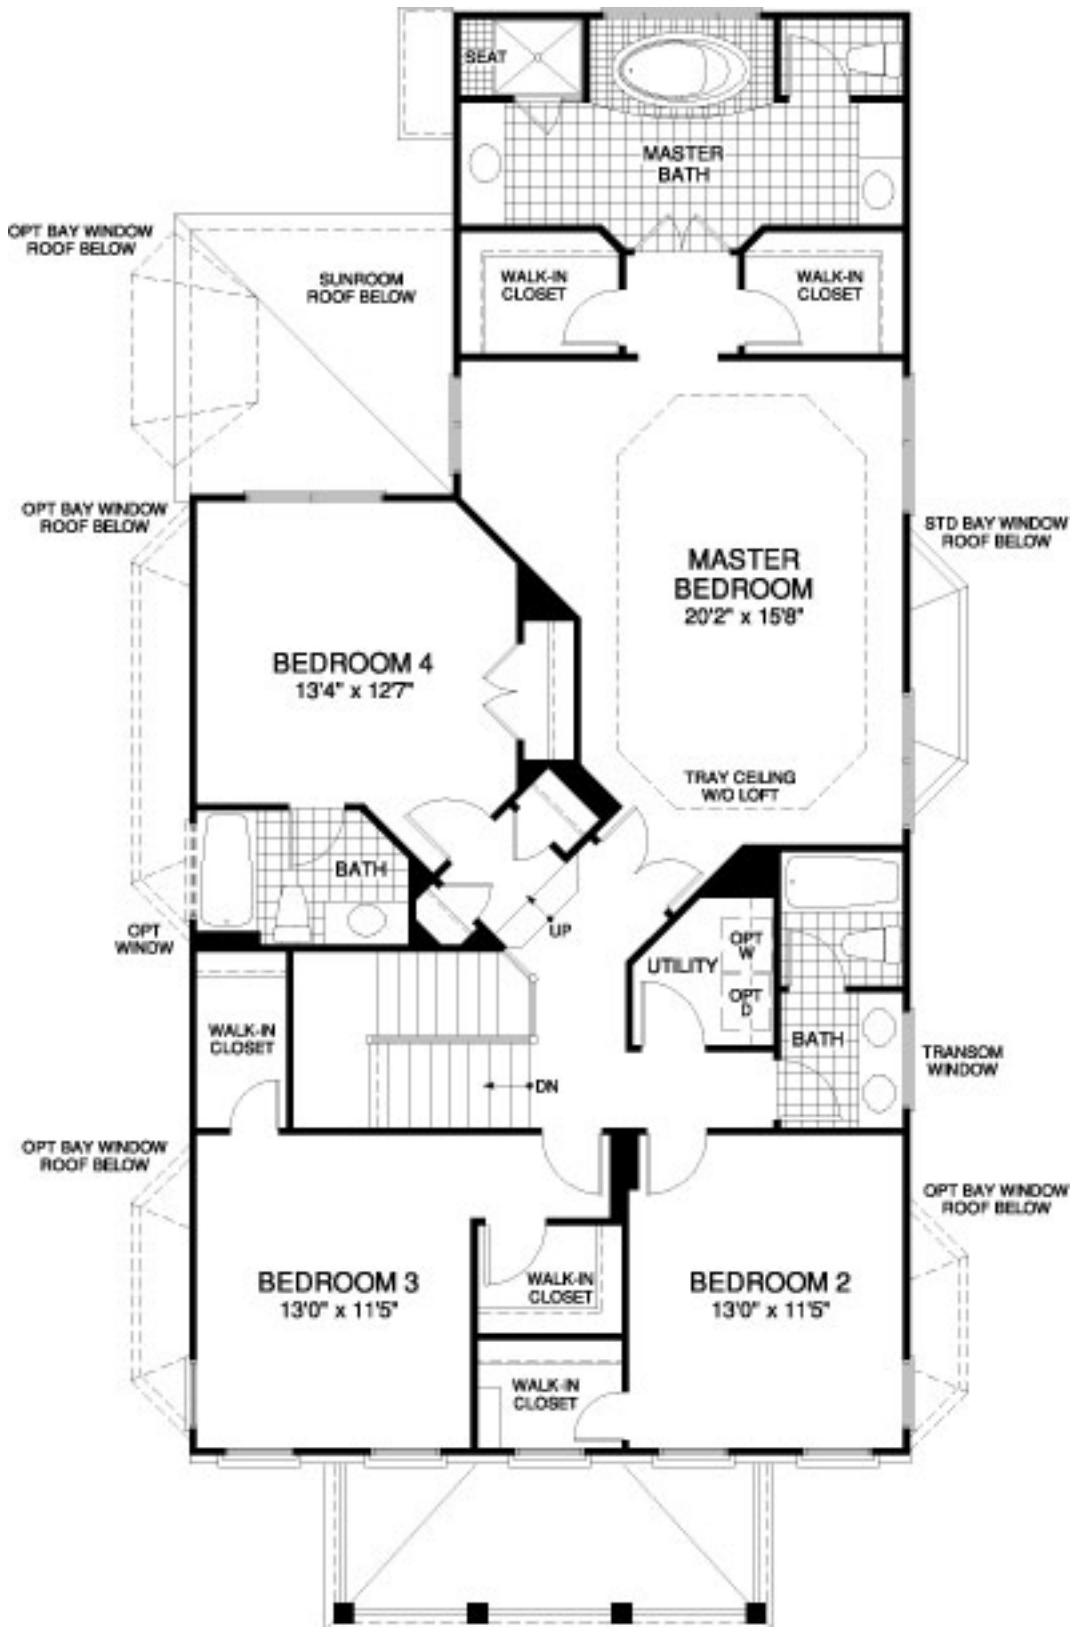 SEAT
MASTER
BATH
OPT BAY WINDOW
ROOF BELOW
SUNROOM
ROOF BELOW
WALK-IN
CLOSET
WALK-IN
CLOSET
OPT BAY WINDOW
ROOF BELOW
STD BAY WINDOW
ROOF BELOW
MASTER
BEDROOM
20'2" x 15'8"
BEDROOM 4
13'4" x 12'7"
TRAY CEILING
W/O LOFT
BATH
OPT
WINDW
UP
UTILITY
OPT
W
OPT
D
WALK-IN
CLOSET
BATH
TRANSOM
WINDOW
DN
OPT BAY WINDOW
ROOF BELOW
OPT BAY WINDOW
ROOF BELOW
BEDROOM 3
13'0" x 11'5"
WALK-IN
CLOSET
BEDROOM 2
13'0" x 11'5"
WALK-IN
CLOSET